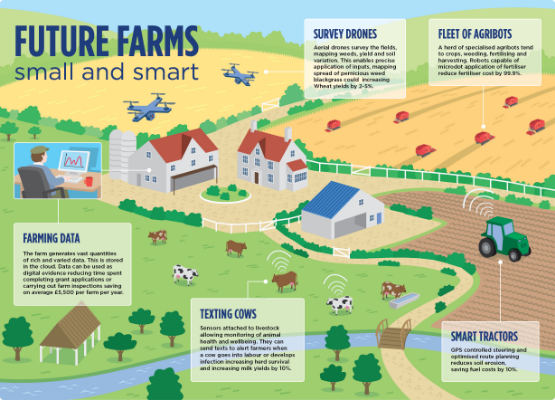 FUTURE FARMS
small and smart
SURVEY DRONES
Aerial drones survey the fields,
mapping weeds, yield and soil
variation. This enables precise
application of inputs, mapping
spread of pernicious weed
blackgrass could increasing
Wheat yields by 2-5%.
FLEET OF AGRIBOTS
A herd of specialised agribots tend
to crops, weeding, fertilising and
harvesting. Robots capable of
microdot application of fertiliser
reduce fertiliser cost by 99.9%.
FARMING DATA
The farm generates vast quantities
of rich and varied data. This is stored
in the cloud. Data can be used as
digital evidence reducing time spent
completing grant applications or
carrying out farm inspections saving
on average £5,500 per farm per year.
TEXTING COWS
Sensors attached to livestock
allowing monitoring of animal
health and wellbeing. They can
send texts to alert farmers when
a cow goes into labour or develops
infection increasing herd survival
and increasing milk yields by 10%.
SMART TRACTORS
GPS controlled steering and
optimised route planning
reduces soil erosion,
saving fuel costs by 10%.